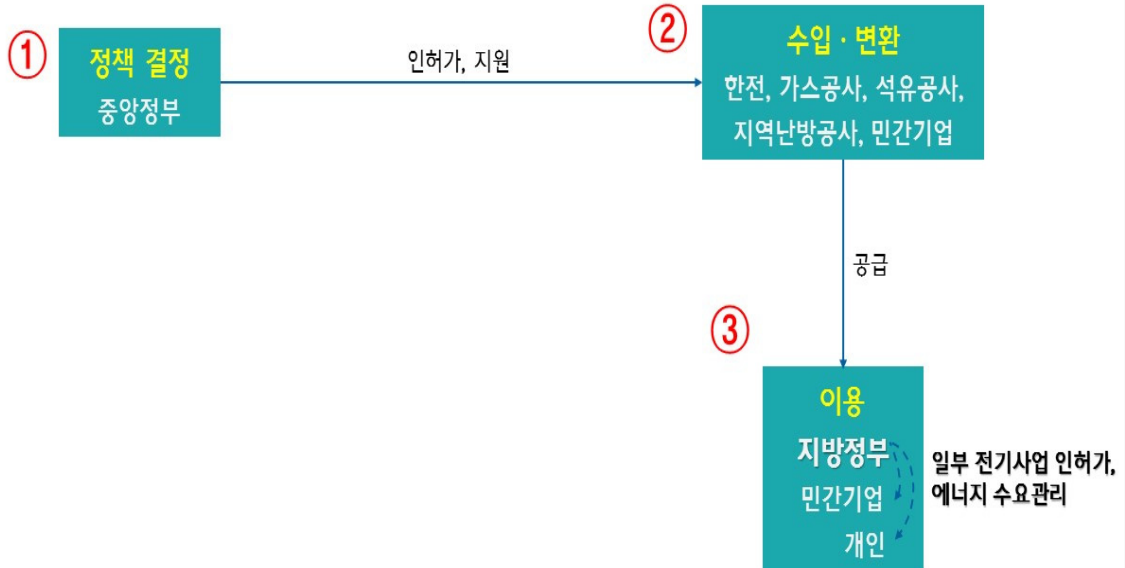 ①
정책 결정
중앙정부
인허가, 지원
②
수입 · 변환
한전, 가스공사, 석유공사,
지역난방공사, 민간기업
공급
③
이용
지방정부
민간기업
개인
일부 전기사업 인허가,
에너지 수요관리